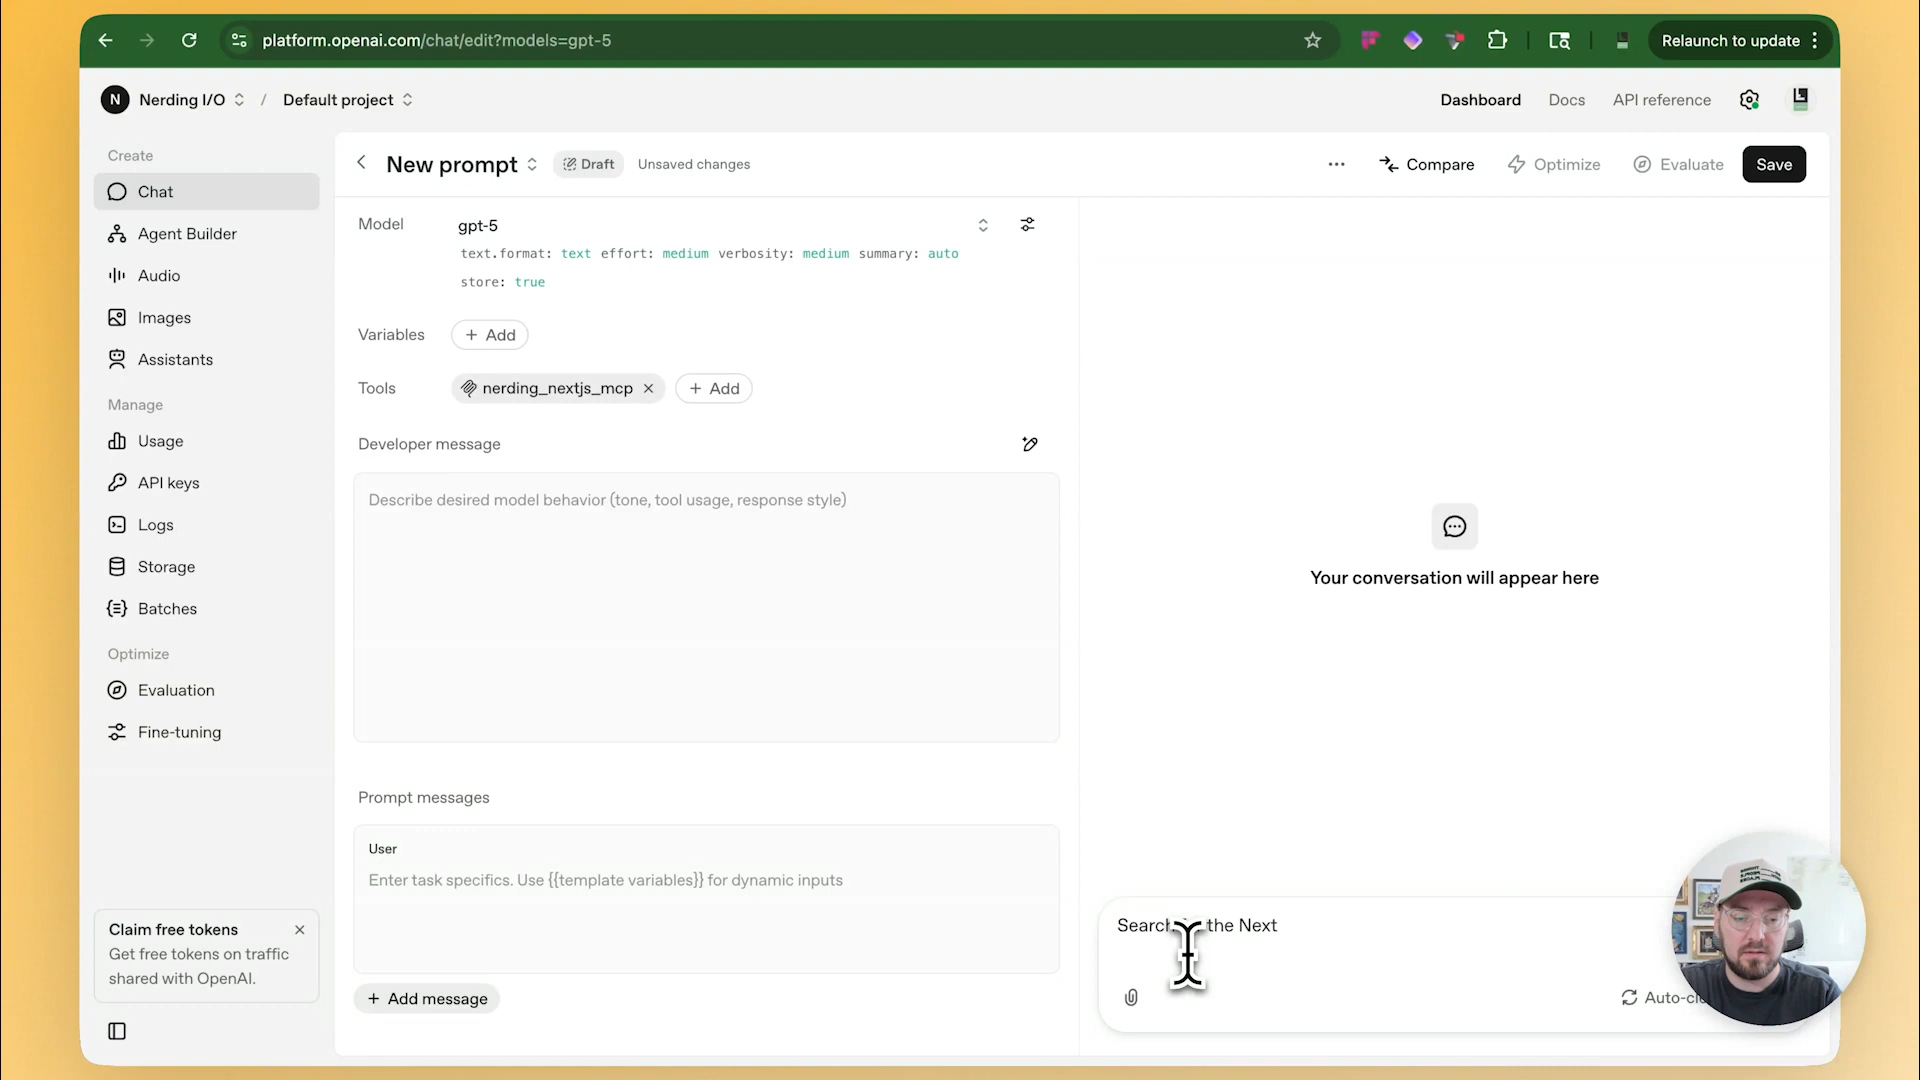 platform.openai.com/chat/edit?models=gpt-5
Relaunch to update
N Nerding I/O / Default project
Dashboard Docs API reference
Create
Chat
Agent Builder
Audio
Images
Assistants
Manage
Usage
API keys
Logs
Storage
Batches
Optimize
Evaluation
Fine-tuning
Claim free tokens
Get free tokens on traffic
shared with OpenAI.
New prompt Draft Unsaved changes
Compare Optimize Evaluate Save
Model gpt-5
text.format: text effort: medium verbosity: medium summary: auto
store: true
Variables + Add
Tools nerding_nextjs_mcp + Add
Developer message
Describe desired model behavior (tone, tool usage, response style)
Prompt messages
User
Enter task specifics. Use {{template variables}} for dynamic inputs
+ Add message
Your conversation will appear here
Search the Next